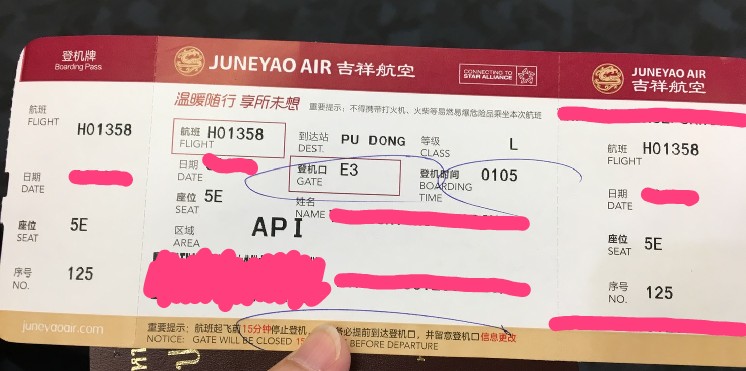 登机牌
Boarding Pass
JUNEYAO AIR 吉祥航空
CONNECTING TO
STAR ALLIANCE
JUNEYAO AIR
吉祥航空
温暖随行 享所未想
重要提示：不得携带打火机、火柴等易燃易爆危险品乘坐本次航班
航班
FLIGHT HO1358
日期
DATE
座位
SEAT 5E
序号
NO. 125
juneyaoair.com
航班
FLIGHT HO1358
到达站
DEST. PU DONG
等级
CLASS L
日期
DATE
登机口
GATE E3
登机时间
BOARDING
TIME 0105
座位
SEAT 5E
姓名
NAME
区域
AREA API
重要提示：航班起飞前15分钟停止登机，必提前到达登机口，并留意登机口信息更改
NOTICE: GATE WILL BE CLOSED 15 BEFORE DEPARTURE
航班
FLIGHT HO1358
日期
DATE
座位
SEAT 5E
序号
NO. 125